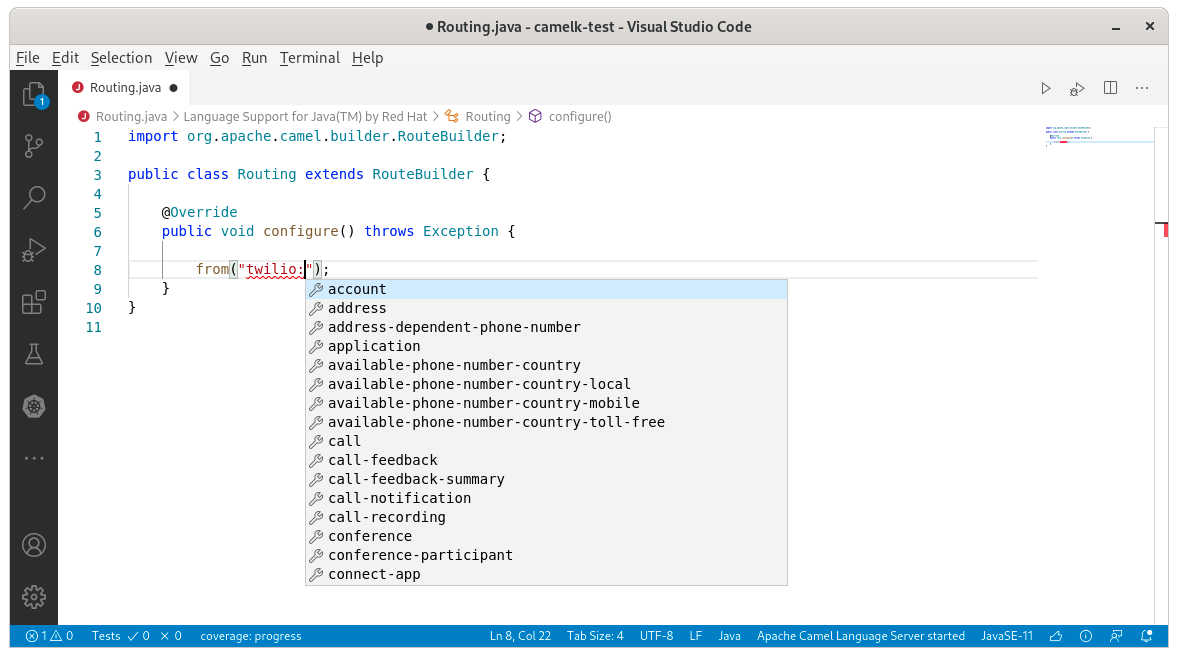 ● Routing.java - camelk-test - Visual Studio Code
File Edit Selection View Go Run Terminal Help
1
J Routing.java ●
J Routing.java > Language Support for Java(TM) by Red Hat > Routing > configure()
1 import org.apache.camel.builder.RouteBuilder;
2
3 public class Routing extends RouteBuilder {
4
5 @Override
6 public void configure() throws Exception {
7
8 from("twilio:");
9 }
10 }
11
account
address
address-dependent-phone-number
application
available-phone-number-country
available-phone-number-country-local
available-phone-number-country-mobile
available-phone-number-country-toll-free
call
call-feedback
call-feedback-summary
call-notification
call-recording
conference
conference-participant
connect-app
1 0 Tests ✓ 0 × 0 coverage: progress Ln 8, Col 22 Tab Size: 4 UTF-8 LF Java Apache Camel Language Server started JavaSE-11